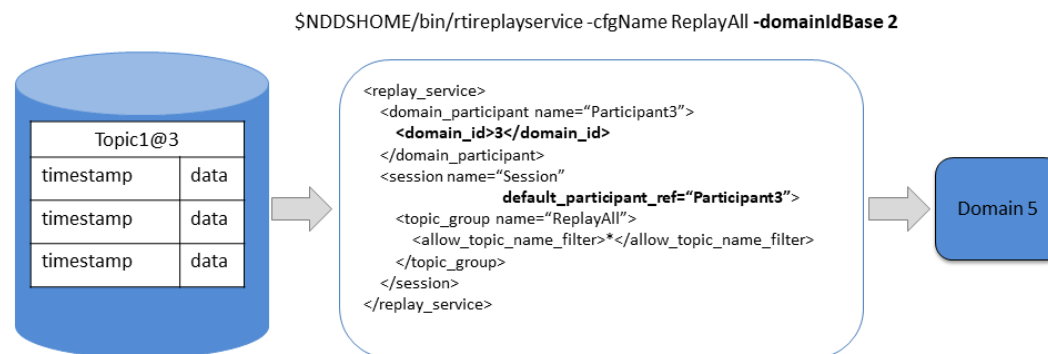 $NDDSHOME/bin/rtireplayservice -cfgName ReplayAll -domainIdBase 2
Topic1@3
timestamp data
timestamp data
timestamp data
<replay_service>
<domain_participant name=“Participant3”>
<domain_id>3</domain_id>
</domain_participant>
<session name=“Session”
default_participant_ref=“Participant3”>
<topic_group name=“ReplayAll”>
<allow_topic_name_filter>*</allow_topic_name_filter>
</topic_group>
</session>
</replay_service>
Domain 5